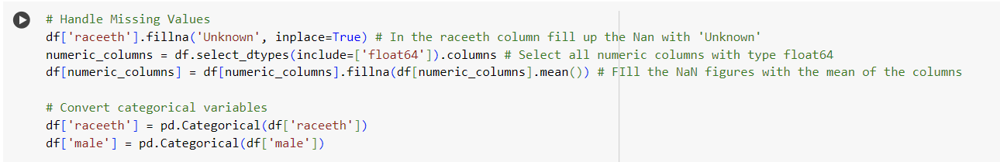 # Handle Missing Values
df['raceeth'].fillna('Unknown', inplace=True) # In the raceeth column fill up the Nan with 'Unknown'
numeric_columns = df.select_dtypes(include=['float64']).columns # Select all numeric columns with type float64
df[numeric_columns] = df[numeric_columns].fillna(df[numeric_columns].mean()) # FIll the NaN figures with the mean of the columns
# Convert categorical variables
df['raceeth'] = pd.Categorical(df['raceeth'])
df['male'] = pd.Categorical(df['male'])